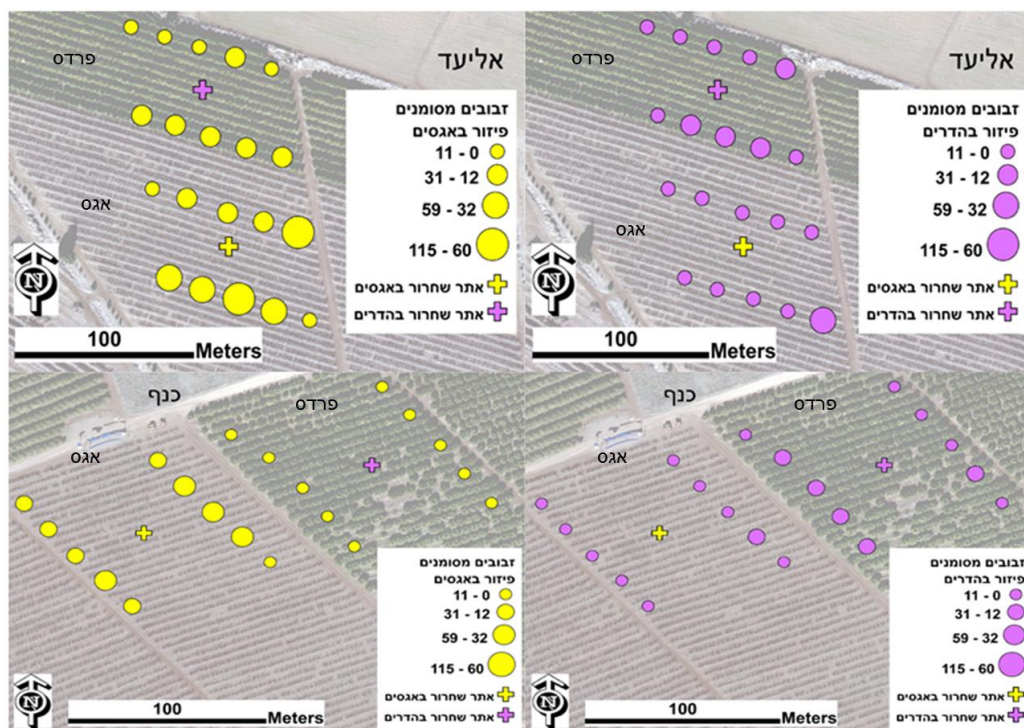 אליעד
פרדס
זבובים מסומנים
פיזור באגסים
11 - 0
31 - 12
59 - 32
115 - 60
אתר שחרור באגסים
אתר שחרור בהדרים
אגס
N
100
Meters
אליעד
פרדס
זבובים מסומנים
פיזור בהדרים
11 - 0
31 - 12
59 - 32
115 - 60
אתר שחרור באגסים
אתר שחרור בהדרים
אגס
N
100
Meters
כנף
פרדס
אגס
זבובים מסומנים
פיזור באגסים
11 - 0
31 - 12
59 - 32
115 - 60
אתר שחרור באגסים
אתר שחרור בהדרים
N
100
Meters
כנף
פרדס
אגס
זבובים מסומנים
פיזור בהדרים
11 - 0
31 - 12
59 - 32
115 - 60
אתר שחרור באגסים
אתר שחרור בהדרים
N
100
Meters